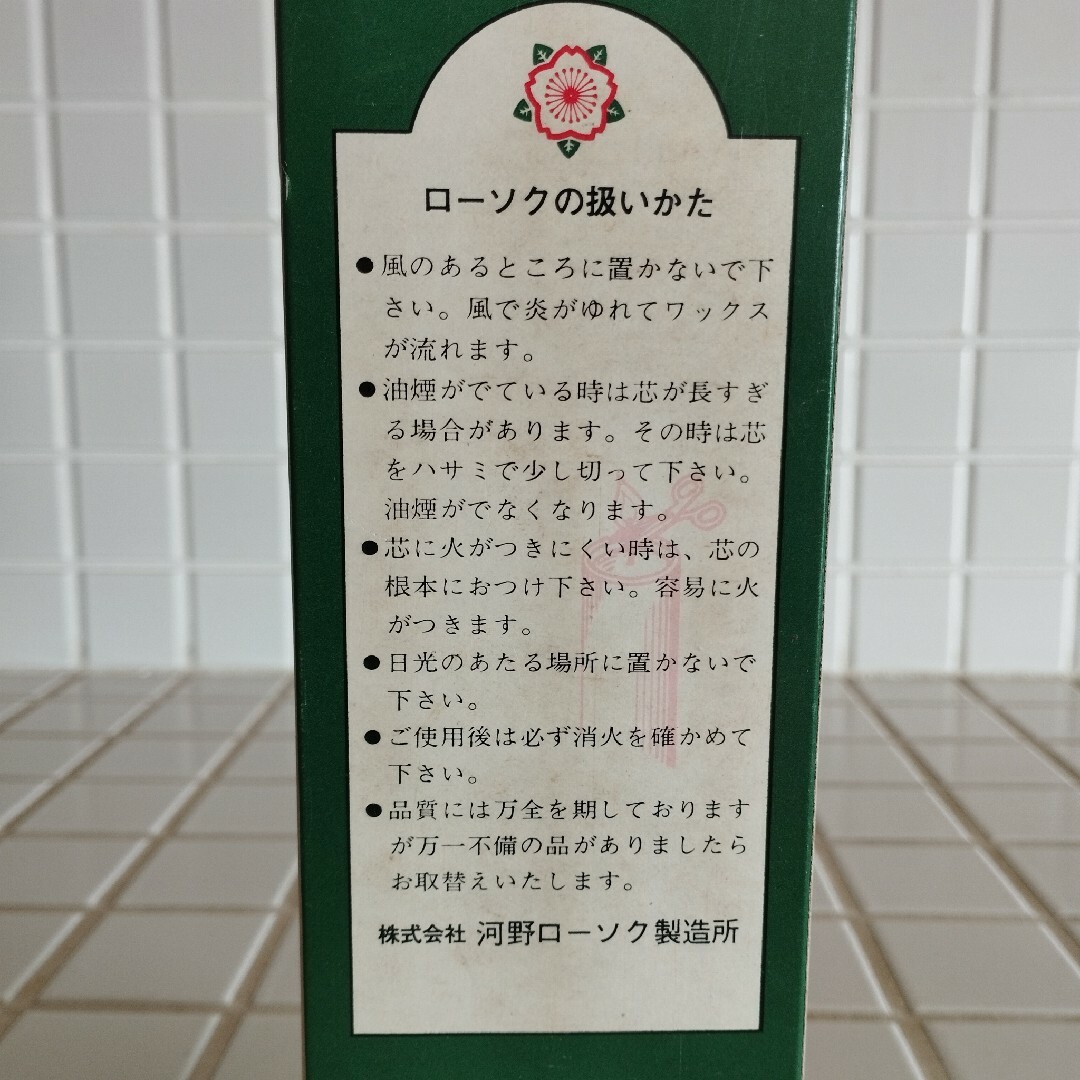 ローソクの扱いかた
●風のあるところに置かないで下
さい。風で炎がゆれてワックス
が流れます。
●油煙がでている時は芯が長すぎ
る場合があります。その時は芯
をハサミで少し切って下さい。
油煙がでなくなります。
●芯に火がつきにくい時は、芯の
根本におつけ下さい。容易に火
がつきます。
●日光のあたる場所に置かないで
下さい。
●ご使用後は必ず消火を確かめて
下さい。
●品質には万全を期しております
が万一不備の品がありましたら
お取替えいたします。
株式会社 河野ローソク製造所